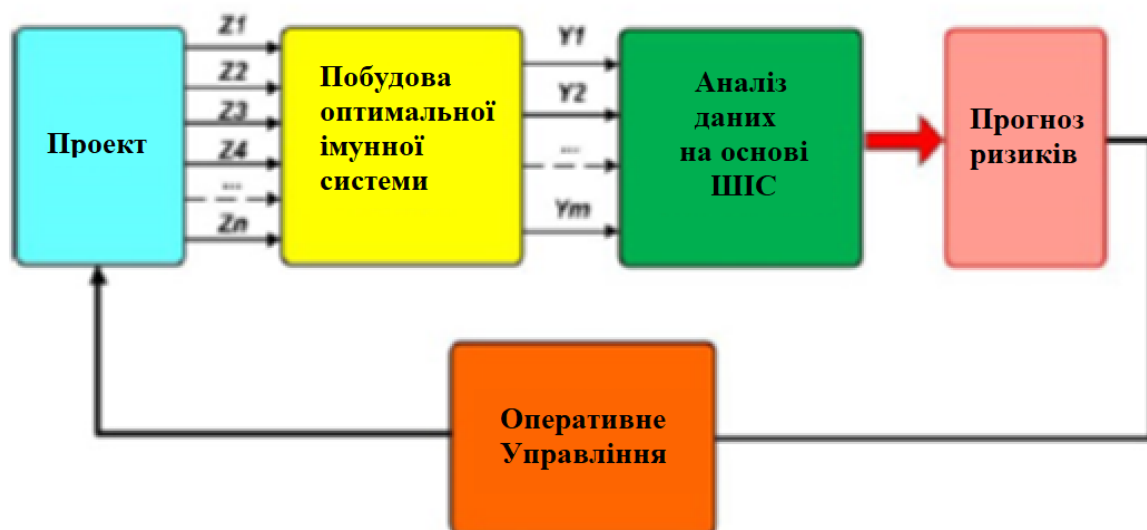 Проект
Z1
Z2
Z3
Z4
...
Zn
Побудова
оптимальної
імунної
системи
Y1
Y2
...
Ym
Аналіз
даних
на основі
ШІС
Прогноз
ризиків
Оперативне
Управління